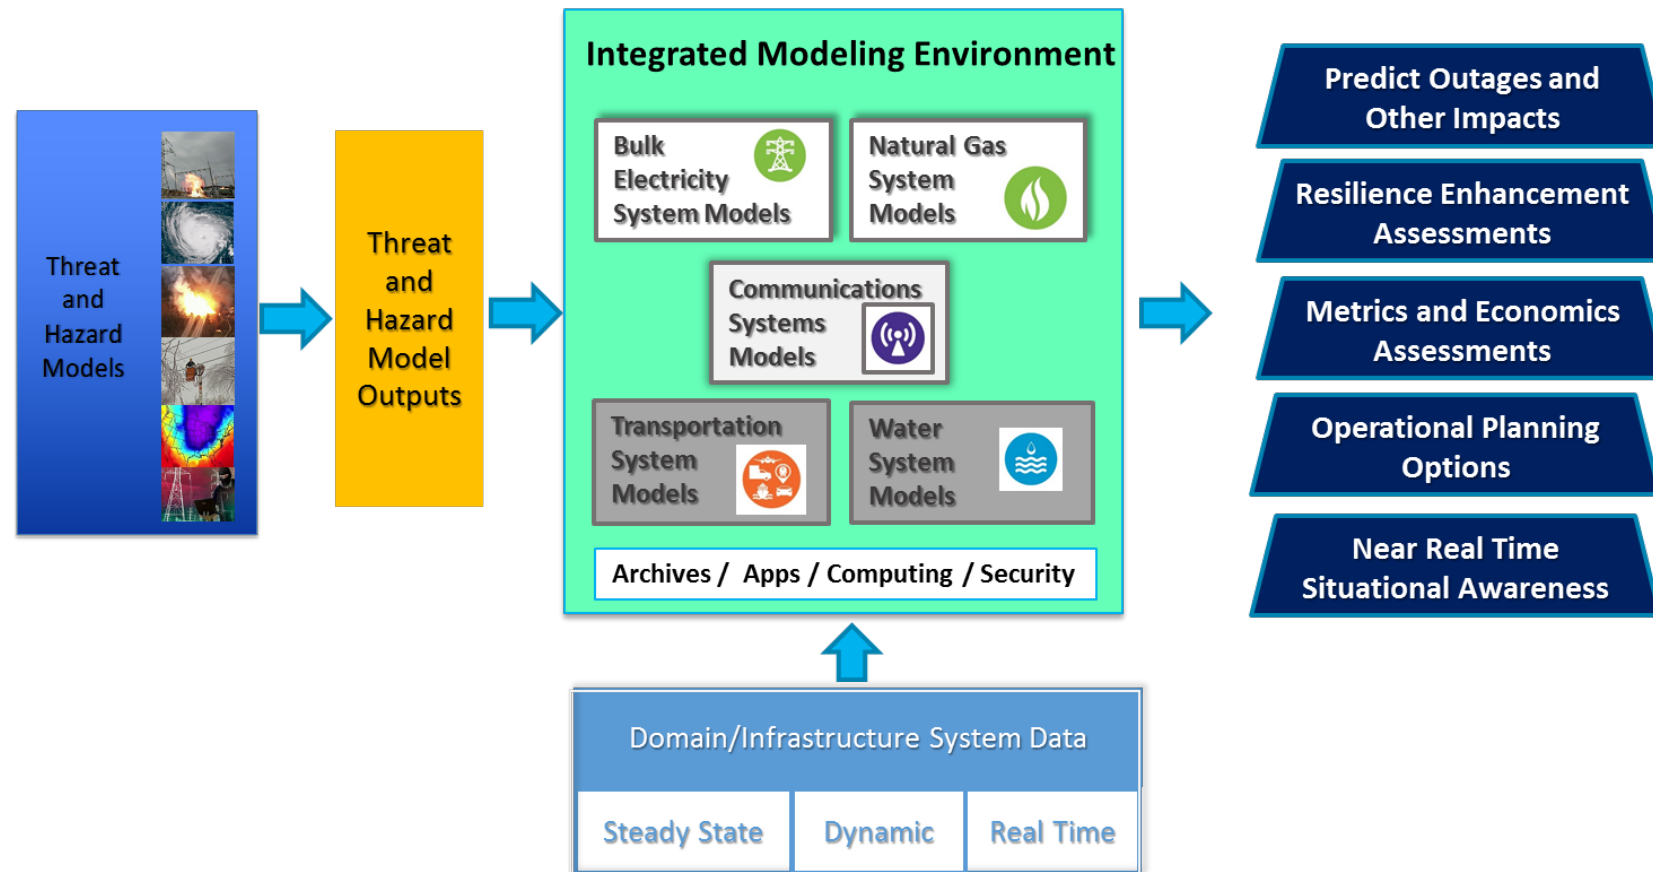 Threat
and
Hazard
Models
Threat
and
Hazard
Model
Outputs
Integrated Modeling Environment
Bulk
Electricity
System Models
Natural Gas
System
Models
Communications
Systems
Models
Transportation
System
Models
Water
System
Models
Archives / Apps / Computing / Security
Domain/Infrastructure System Data
Steady State
Dynamic
Real Time
Predict Outages and
Other Impacts
Resilience Enhancement
Assessments
Metrics and Economics
Assessments
Operational Planning
Options
Near Real Time
Situational Awareness